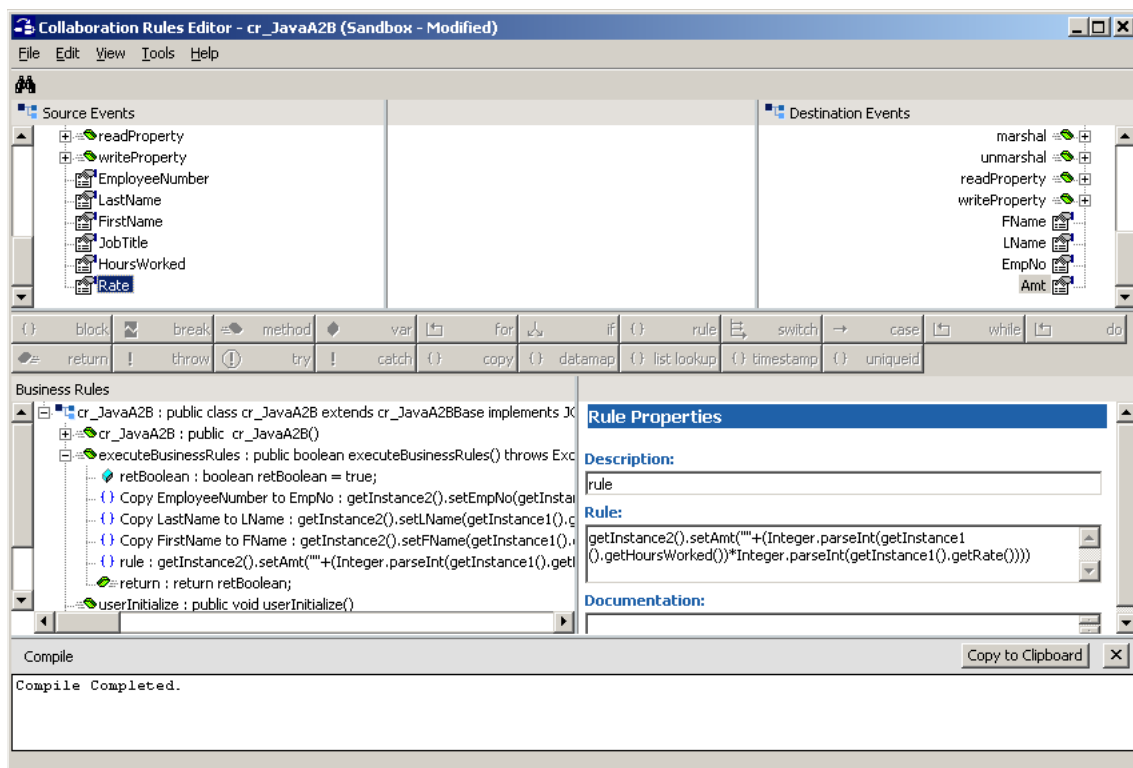 Collaboration Rules Editor - cr_JavaA2B (Sandbox - Modified)
File Edit View Tools Help
Source Events
Destination Events
readProperty
marshal
writeProperty
unmarshal
EmployeeNumber
readProperty
LastName
writeProperty
FirstName
FName
JobTitle
LName
HoursWorked
EmpNo
Rate
Amt
{} block break method var for if {} rule switch case while do
return ! throw try ! catch {} copy {} datamap {} list lookup {} timestamp {} uniqueid
Business Rules
cr_JavaA2B : public class cr_JavaA2B extends cr_JavaA2BBase implements
cr_JavaA2B : public cr_JavaA2B()
executeBusinessRules : public boolean executeBusinessRules() throws Exc
retBoolean : boolean retBoolean = true;
{} Copy EmployeeNumber to EmpNo : getInstance2().setEmpNo(getInstan
{} Copy LastName to LName : getInstance2().setLName(getInstance1().g
{} Copy FirstName to FName : getInstance2().setFName(getInstance1().
{} rule : getInstance2().setAmt(""+(Integer.parseInt(getInstance1().getH
return : return retBoolean;
userInitialize : public void userInitialize()
Rule Properties
Description:
rule
Rule:
getInstance2().setAmt(""+(Integer.parseInt(getInstance1
().getHoursWorked())*Integer.parseInt(getInstance1().getRate())))
Documentation:
Compile
Copy to Clipboard
Compile Completed.